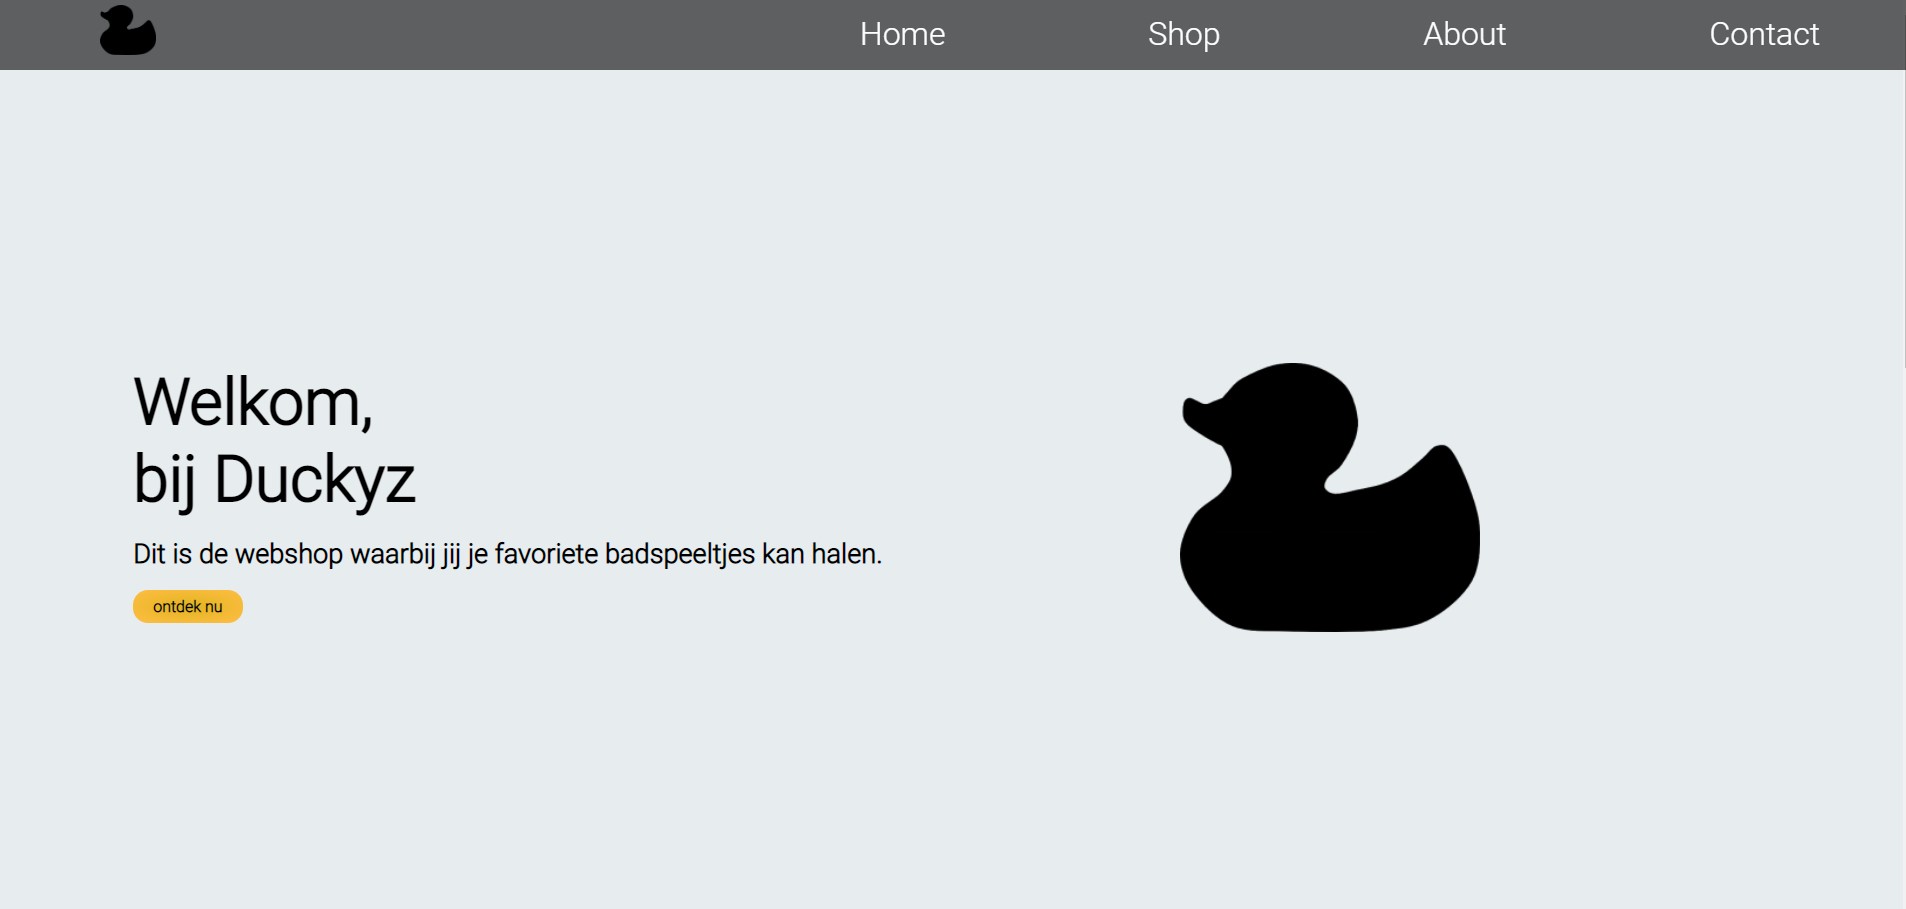 Home Shop About Contact
Welkom,
bij Duckyz
Dit is de webshop waarbij jij je favoriete badspeeltjes kan halen.
ontdek nu